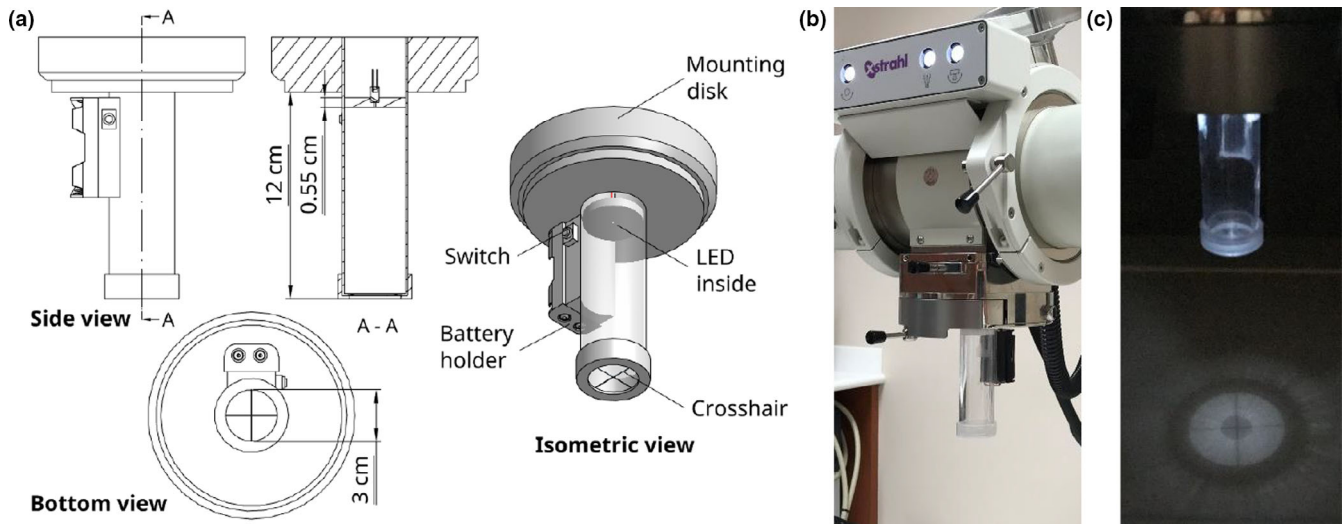 (a)
A
12 cm
0.55 cm
Side view
A
A - A
Bottom view
3 cm
Mounting
disk
Switch
LED
inside
Battery
holder
Crosshair
Isometric view
(b)
xstrahl
(c)